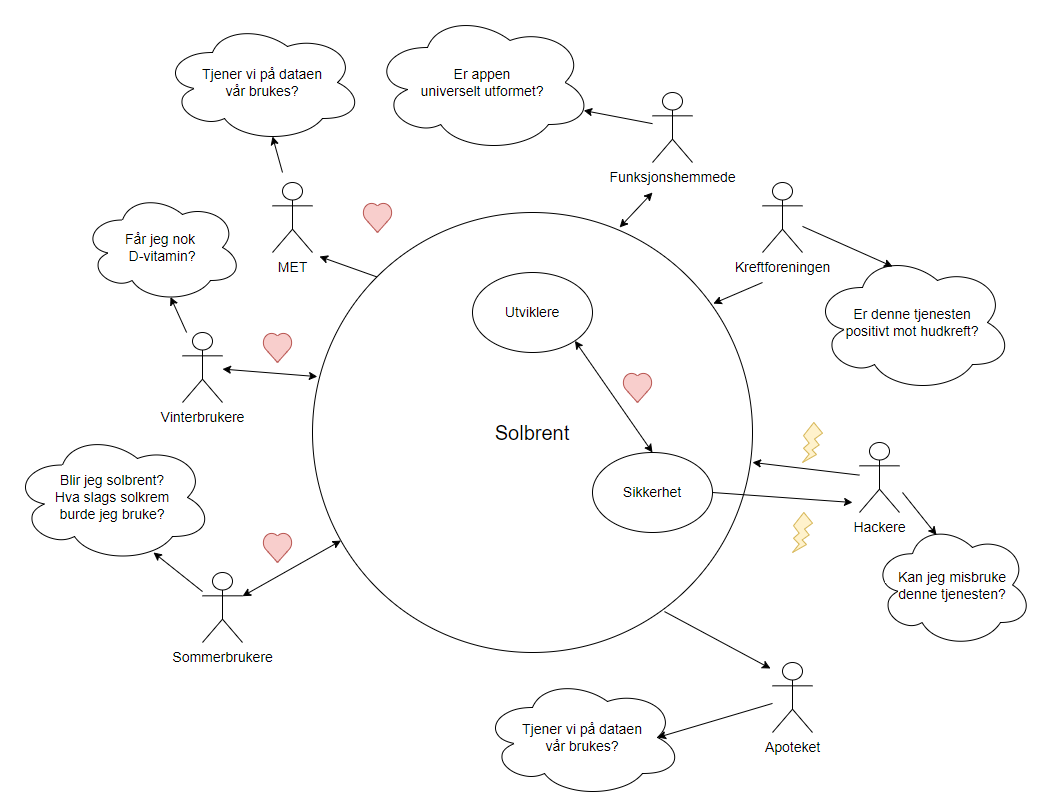 Tjener vi på dataen
vår brukes?
Er appen
universelt utformet?
Funksjonshemmede
MET
Kreftforeningen
Får jeg nok
D-vitamin?
Er denne tjenesten
positivt mot hudkreft?
Utviklere
Vinterbrukere
Solbrent
Blir jeg solbrent?
Hva slags solkrem
burde jeg bruke?
Sikkerhet
Hackere
Kan jeg misbruke
denne tjenesten?
Sommerbrukere
Tjener vi på dataen
vår brukes?
Apoteket